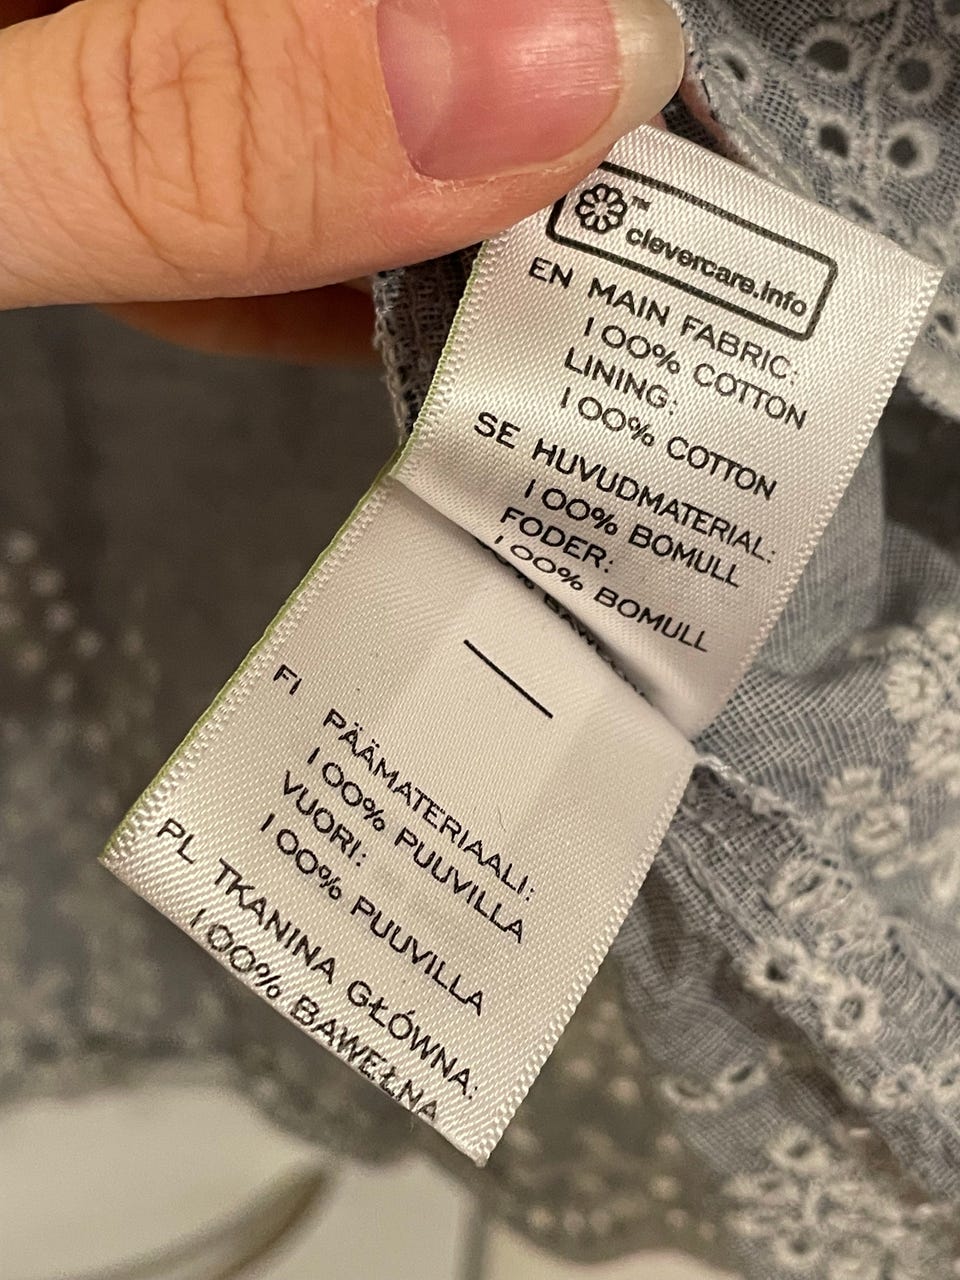 ™
clevercare.info
EN MAIN FABRIC:
100% COTTON
LINING:
100% COTTON
SE HUVUDMATERIAL:
100% BOMULL
FODER:
100% BOMULL
FI
PÄÄMATERIAALI:
100% PUUVILLA
VUORI:
100% PUUVILLA
PL TKANINA GŁÓWNA:
100% BAWEŁNA